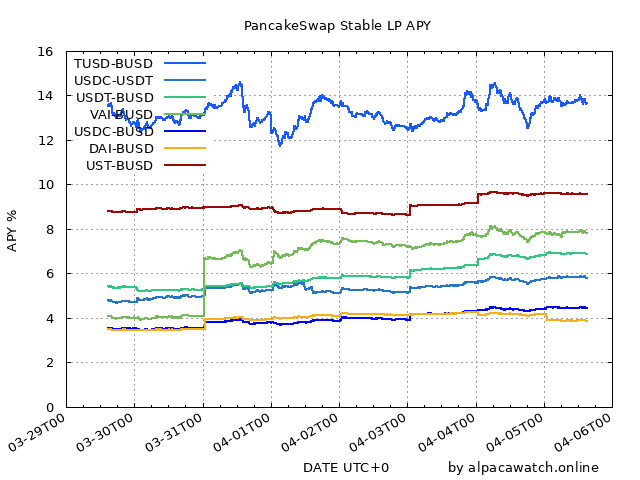 PancakeSwap Stable LP APY
16
14
12
10
8
6
4
2
0
APY %
TUSD-BUSD
USDC-USDT
USDT-BUSD
VAI-BUSD
USDC-BUSD
DAI-BUSD
UST-BUSD
03-29T00
03-30T00
03-31T00
04-01T00
04-02T00
04-03T00
04-04T00
04-05T00
04-06T00
DATE UTC+0
by alpacawatch.online